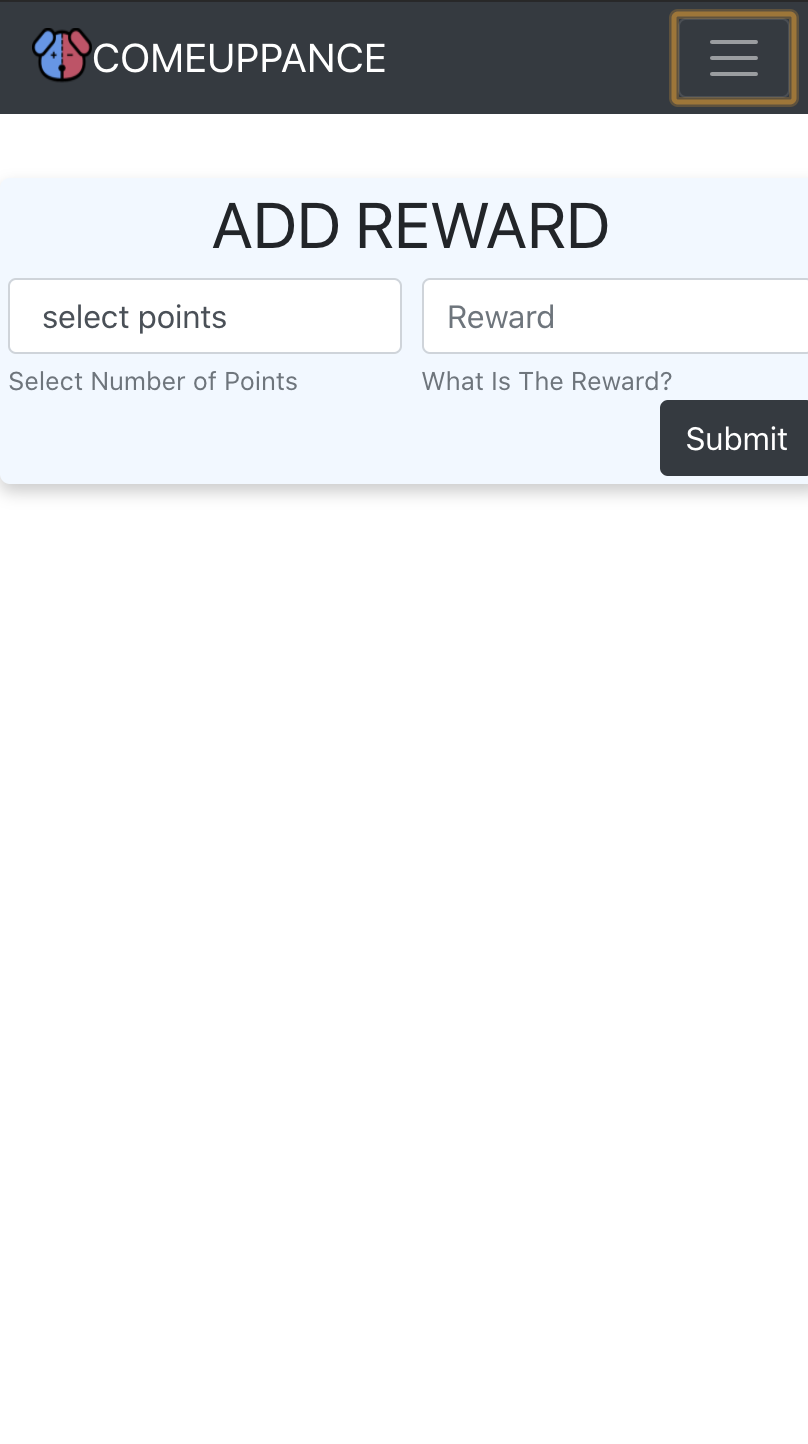 COMEUPPANCE
ADD REWARD
select points
Reward
Select Number of Points
What Is The Reward?
Submit